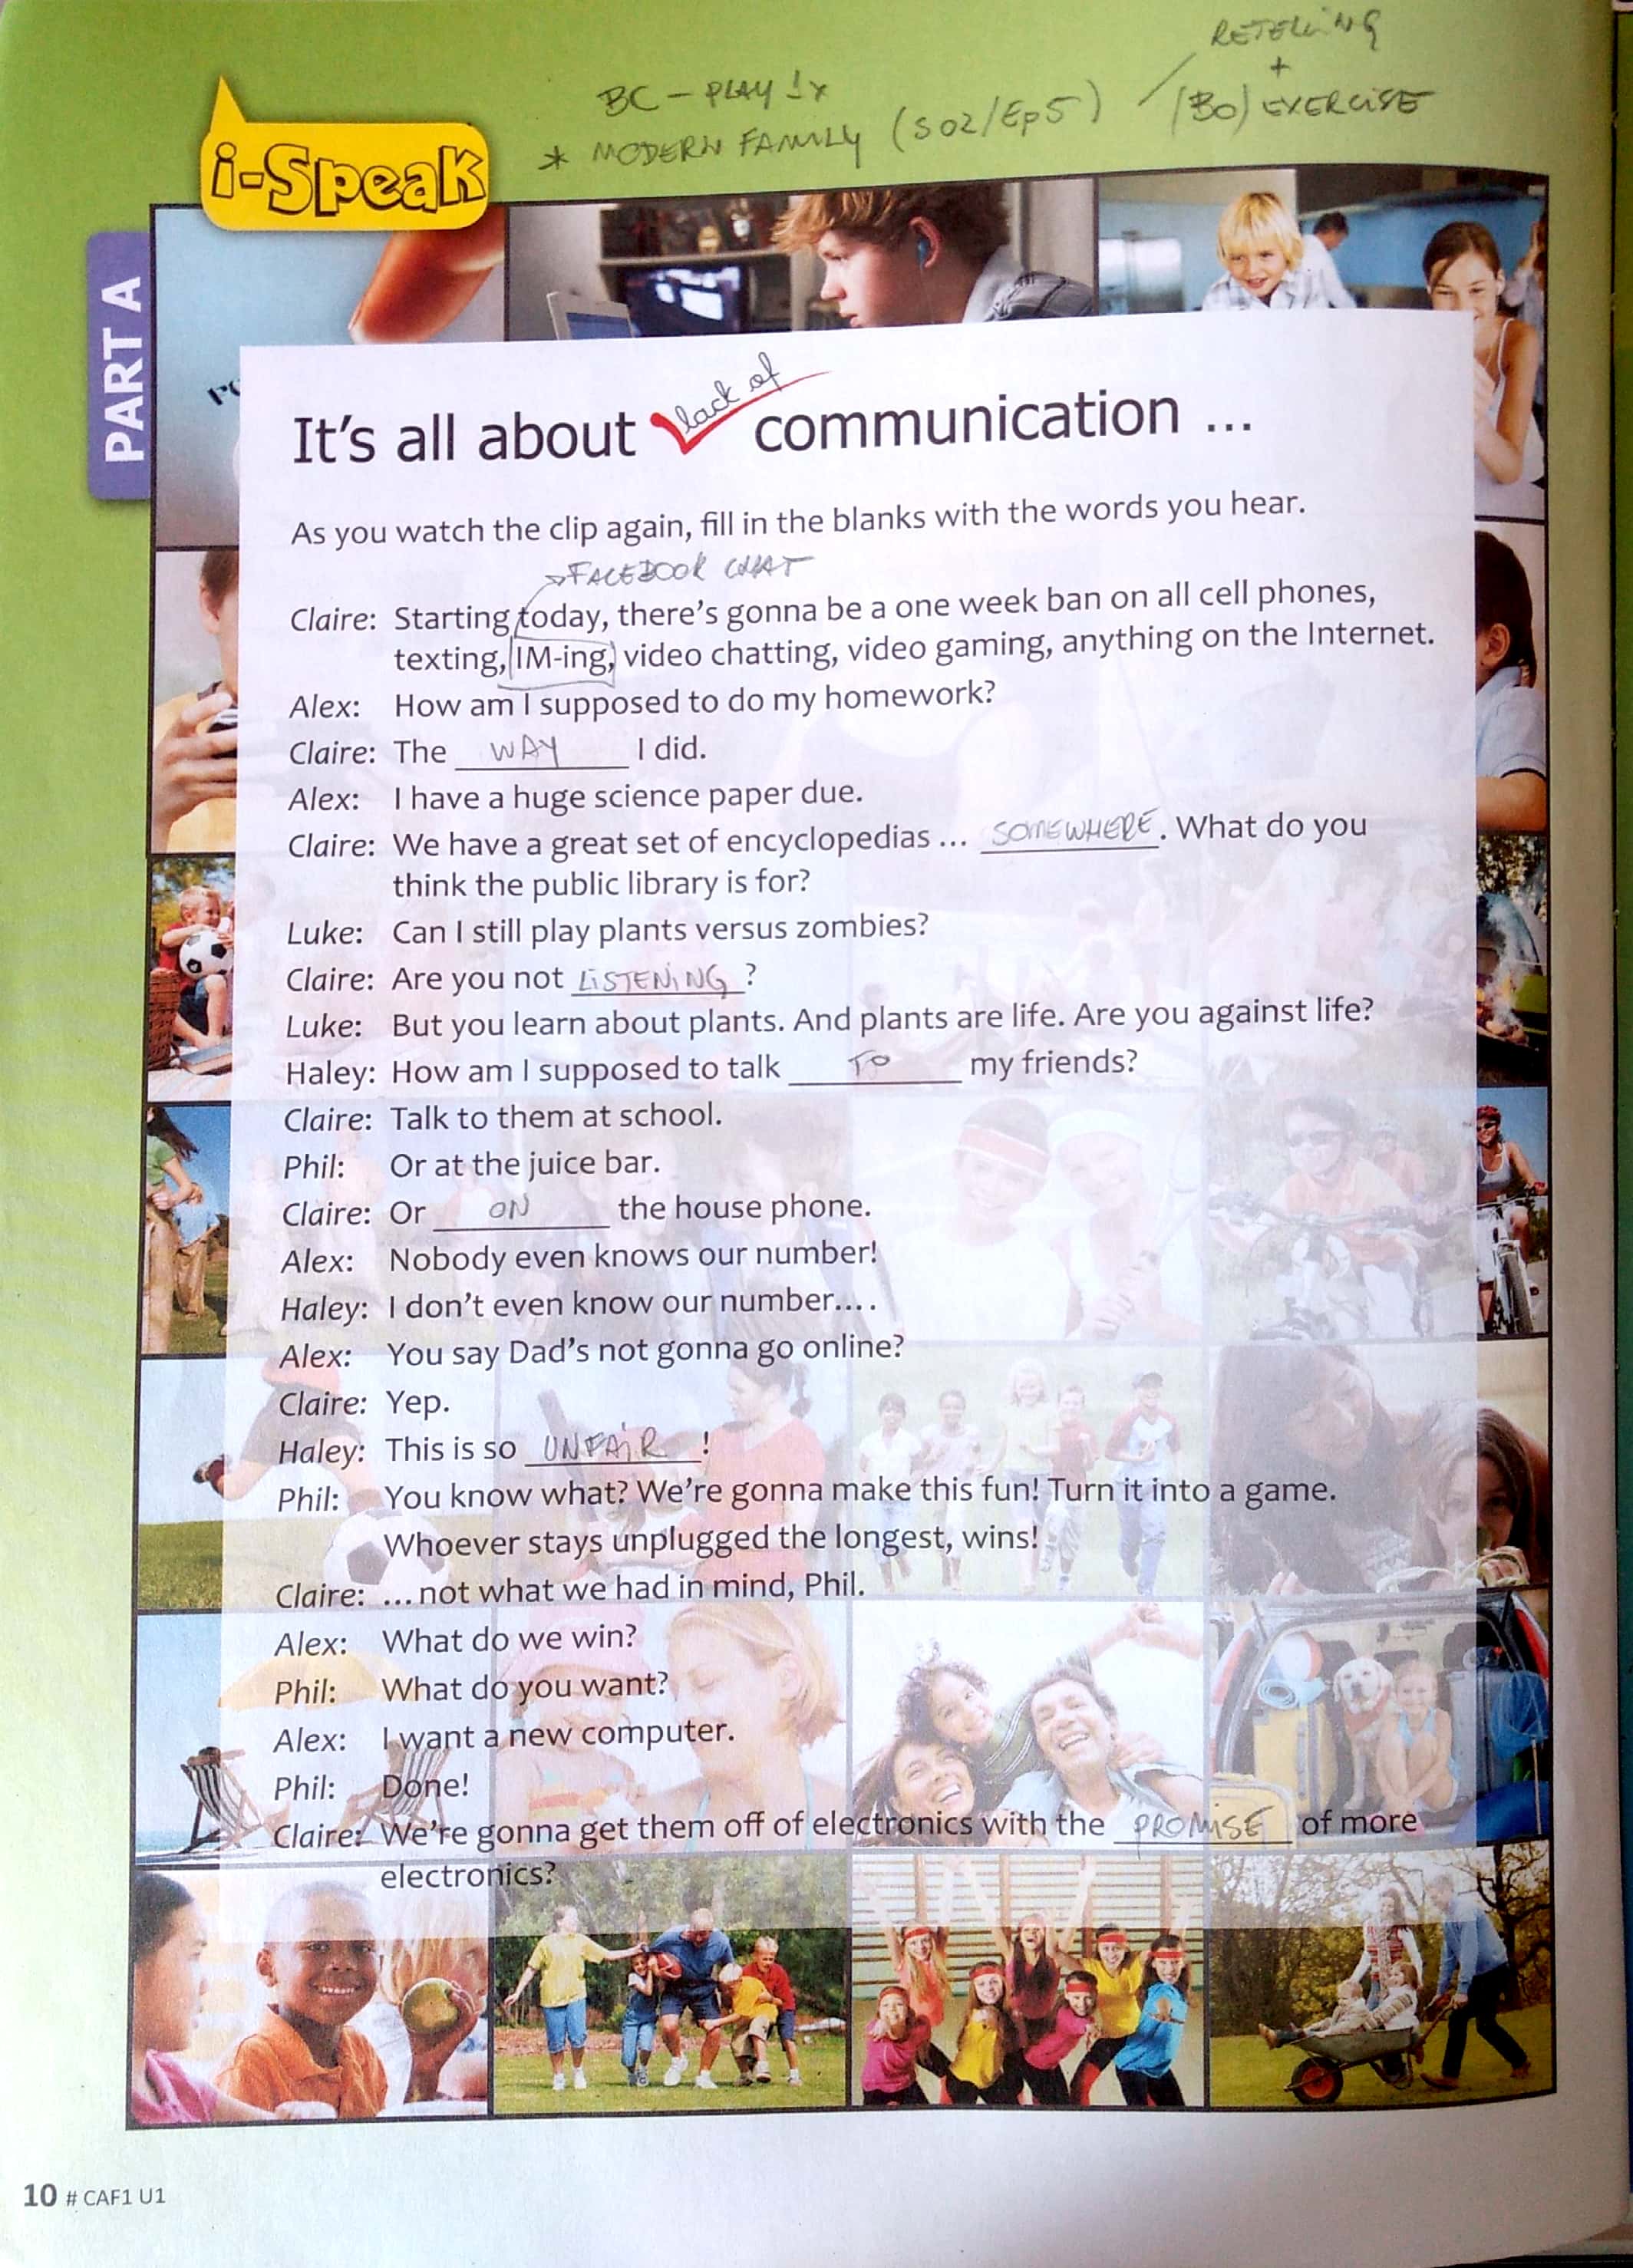 RETELLING
+
BC - PLAY 1x
(BO) EXERCISE
* MODERN FAMILY (S02/Ep5)
i-Speak
PART A
lack of
It's all about communication ...
As you watch the clip again, fill in the blanks with the words you hear.
FACEBOOK CHAT
Claire: Starting today, there's gonna be a one week ban on all cell phones,
texting, IM-ing, video chatting, video gaming, anything on the Internet.
Alex: How am I supposed to do my homework?
Claire: The WAY I did.
Alex: I have a huge science paper due.
Claire: We have a great set of encyclopedias ... SOMEWHERE. What do you
think the public library is for?
Luke: Can I still play plants versus zombies?
Claire: Are you not LISTENING?
Luke: But you learn about plants. And plants are life. Are you against life?
Haley: How am I supposed to talk TO my friends?
Claire: Talk to them at school.
Phil: Or at the juice bar.
Claire: Or ON the house phone.
Alex: Nobody even knows our number!
Haley: I don't even know our number....
Alex: You say Dad's not gonna go online?
Claire: Yep.
Haley: This is so UNFAIR!
Phil: You know what? We're gonna make this fun! Turn it into a game.
Whoever stays unplugged the longest, wins!
Claire: ...not what we had in mind, Phil.
Alex: What do we win?
Phil: What do you want?
Alex: I want a new computer.
Phil: Done!
Claire: We're gonna get them off of electronics with the PROMISE of more
electronics?
10 # CAF1 U1